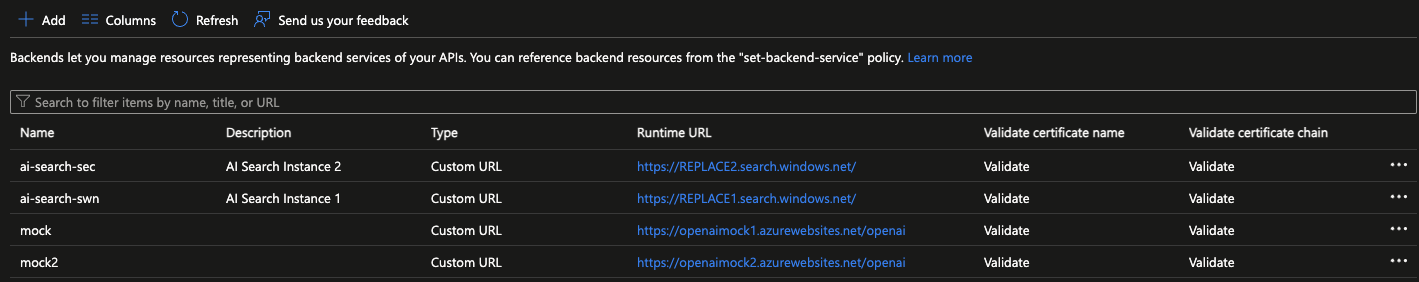 Add Columns Refresh Send us your feedback
Backends let you manage resources representing backend services of your APIs. You can reference backend resources from the "set-backend-service" policy. Learn more
Search to filter items by name, title, or URL
Name Description Type Runtime URL Validate certificate name Validate certificate chain
ai-search-sec AI Search Instance 2 Custom URL https://REPLACE2.search.windows.net/ Validate Validate
ai-search-swn AI Search Instance 1 Custom URL https://REPLACE1.search.windows.net/ Validate Validate
mock Custom URL https://openaimock1.azurewebsites.net/openai Validate Validate
mock2 Custom URL https://openaimock2.azurewebsites.net/openai Validate Validate